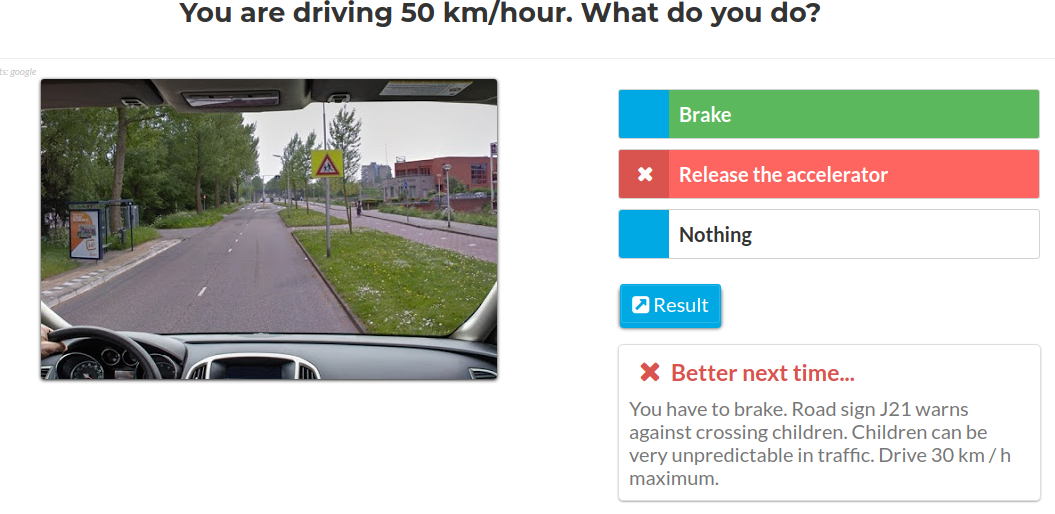 You are driving 50 km/hour. What do you do?
ts: google
Brake
Release the accelerator
Nothing
Result
Better next time...
You have to brake. Road sign J21 warns
against crossing children. Children can be
very unpredictable in traffic. Drive 30 km / h
maximum.